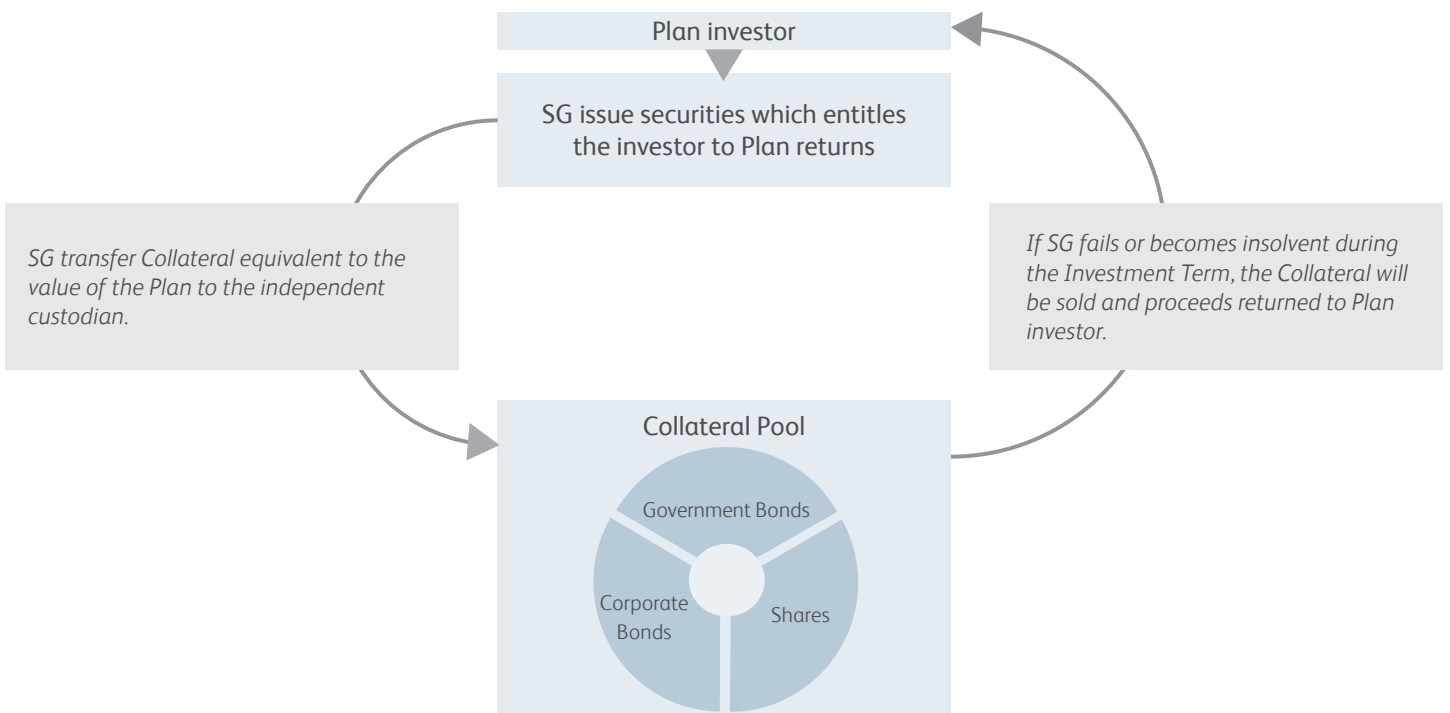 Plan investor
SG issue securities which entitles
the investor to Plan returns
SG transfer Collateral equivalent to the
value of the Plan to the independent
custodian.
If SG fails or becomes insolvent during
the Investment Term, the Collateral will
be sold and proceeds returned to Plan
investor.
Collateral Pool
Government Bonds
Corporate
Bonds
Shares